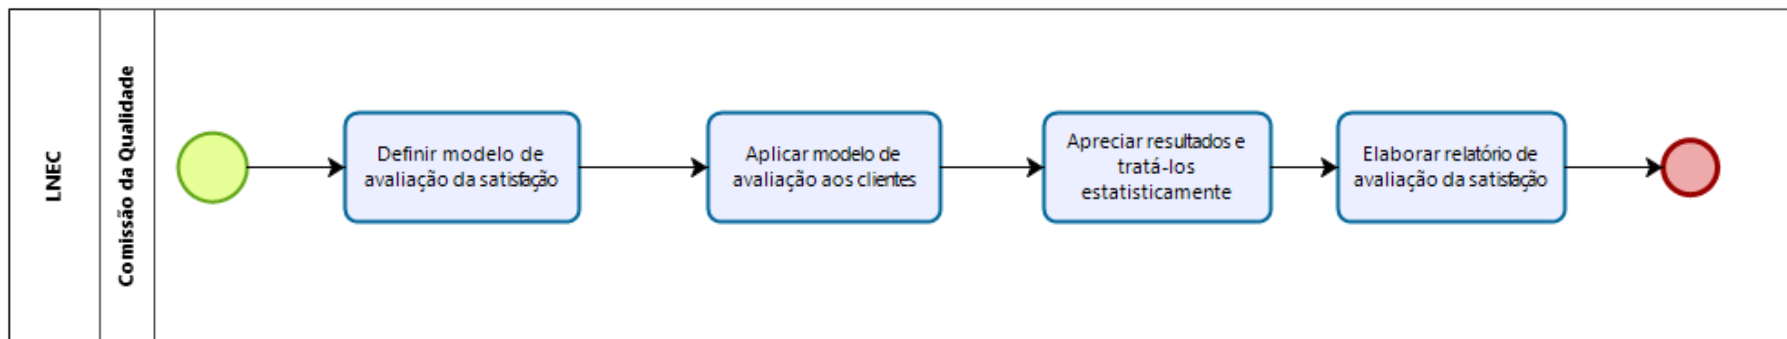 LNEC
Comissão da Qualidade
Definir modelo de
avaliação da satisfação
Aplicar modelo de
avaliação aos clientes
Apreciar resultados e
tratá-los
estatisticamente
Elaborar relatório de
avaliação da satisfação